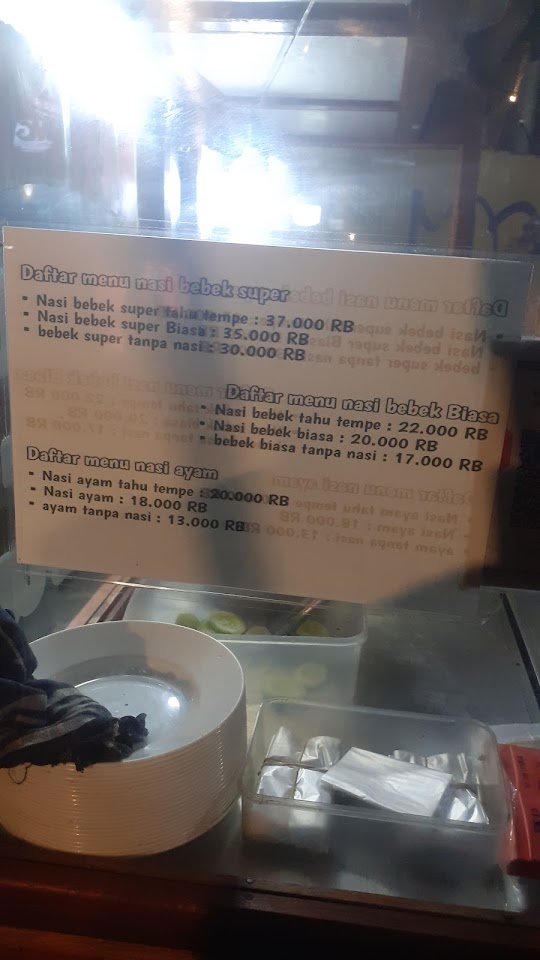 Daftar menu nasi bebek super
• Nasi bebek super tahu tempe : 37.000 RB
• Nasi bebek super Biasa : 35.000 RB
• bebek super tanpa nasi : 30.000 RB
Daftar menu nasi bebek Biasa
• Nasi bebek tahu tempe : 22.000 RB
• Nasi bebek biasa : 20.000 RB
• bebek biasa tanpa nasi : 17.000 RB
Daftar menu nasi ayam
• Nasi ayam tahu tempe : 20.000 RB
• Nasi ayam : 18.000 RB
• ayam tanpa nasi : 13.000 RB